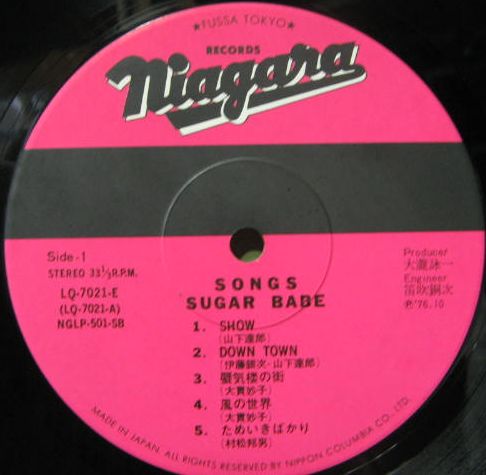 ★FUSSA TOKYO★
RECORDS
Niagara
Side-1
STEREO 33⅓R.P.M.
LQ-7021-E
(LQ-7021-A)
NGLP-501-SB
Producer
大瀧詠一
Engineer
笛吹銅次
℗'76.10
SONGS
SUGAR BABE
1. SHOW
(山下達郎)
2. DOWN TOWN
(伊藤銀次-山下達郎)
3. 蜃気楼の街
(大貫妙子)
4. 風の世界
(大貫妙子)
5. ためいきばかり
(村松邦男)
MADE IN JAPAN. ALL RIGHTS RESERVED BY NIPPON COLUMBIA CO., LTD.